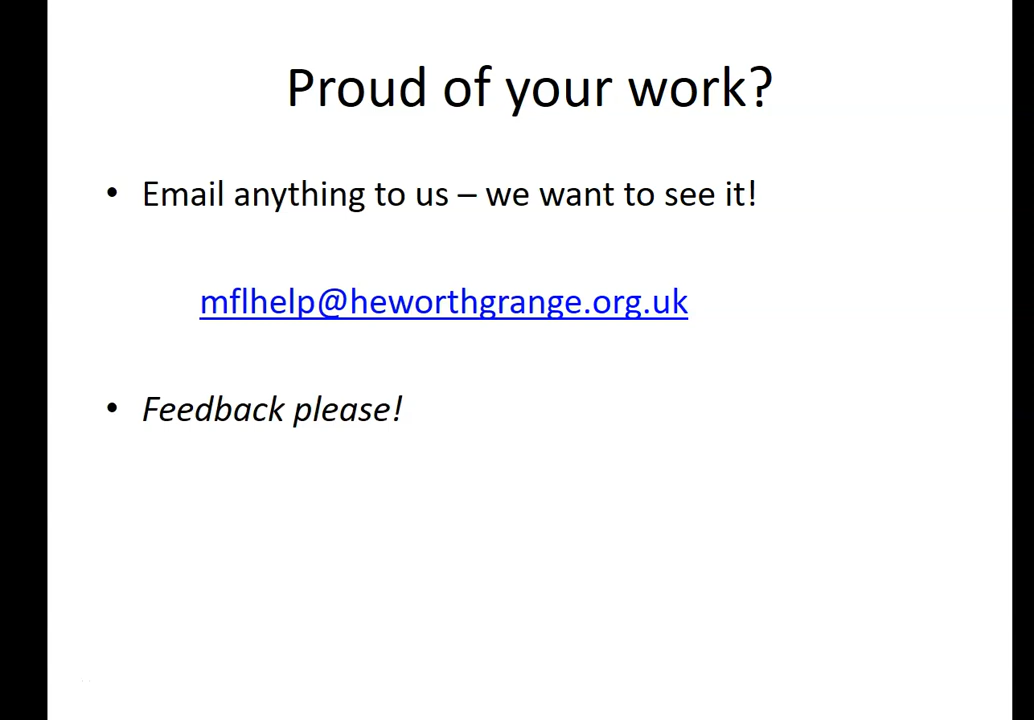 Proud of your work?
• Email anything to us – we want to see it!
mflhelp@heworthgrange.org.uk
• Feedback please!